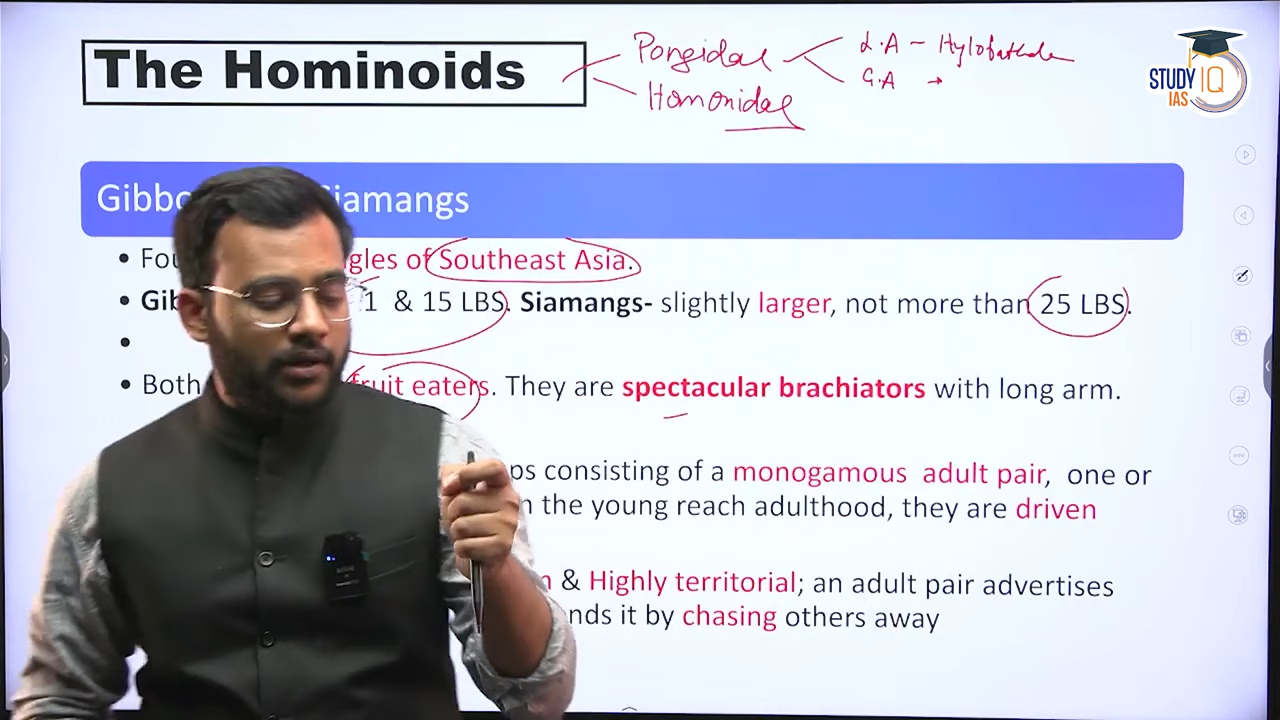 The Hominoids
Pongidae
L.A - Hylobatidae
G.A →
Homonidae
STUDY IQ
IAS
Gibbo iamangs
Fou gles of Southeast Asia.
Gib 1 & 15 LBS. Siamangs- slightly larger, not more than 25 LBS.
Both fruit eaters. They are spectacular brachiators with long arm.
ps consisting of a monogamous adult pair, one or
n the young reach adulthood, they are driven
n & Highly territorial; an adult pair advertises
nds it by chasing others away